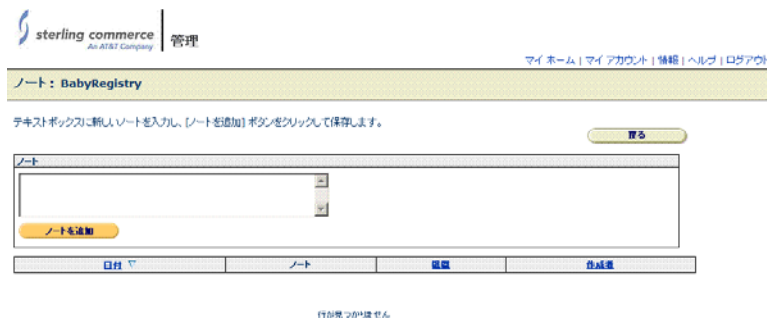 sterling commerce
An AT&T Company
管理
マイ ホーム | マイ アカウント | 情報 | ヘルプ | ログアウト
ノート: BabyRegistry
テキストボックスに新しいノートを入力し、[ノートを追加] ボタンをクリックして保存します。
戻る
ノート
ノートを追加
日付 ノート 組織 作成者
行が見つかりません